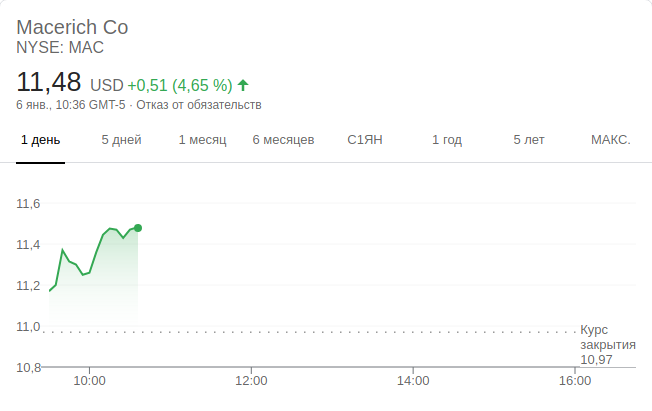 Macerich Co
NYSE: MAC
11,48 USD +0,51 (4,65 %)
6 янв., 10:36 GMT-5 · Отказ от обязательств
1 день 5 дней 1 месяц 6 месяцев С1ЯН 1 год 5 лет МАКС.
11,6
11,4
11,2
11,0
Курс
закрытия
10,97
10,8
10:00 12:00 14:00 16:00